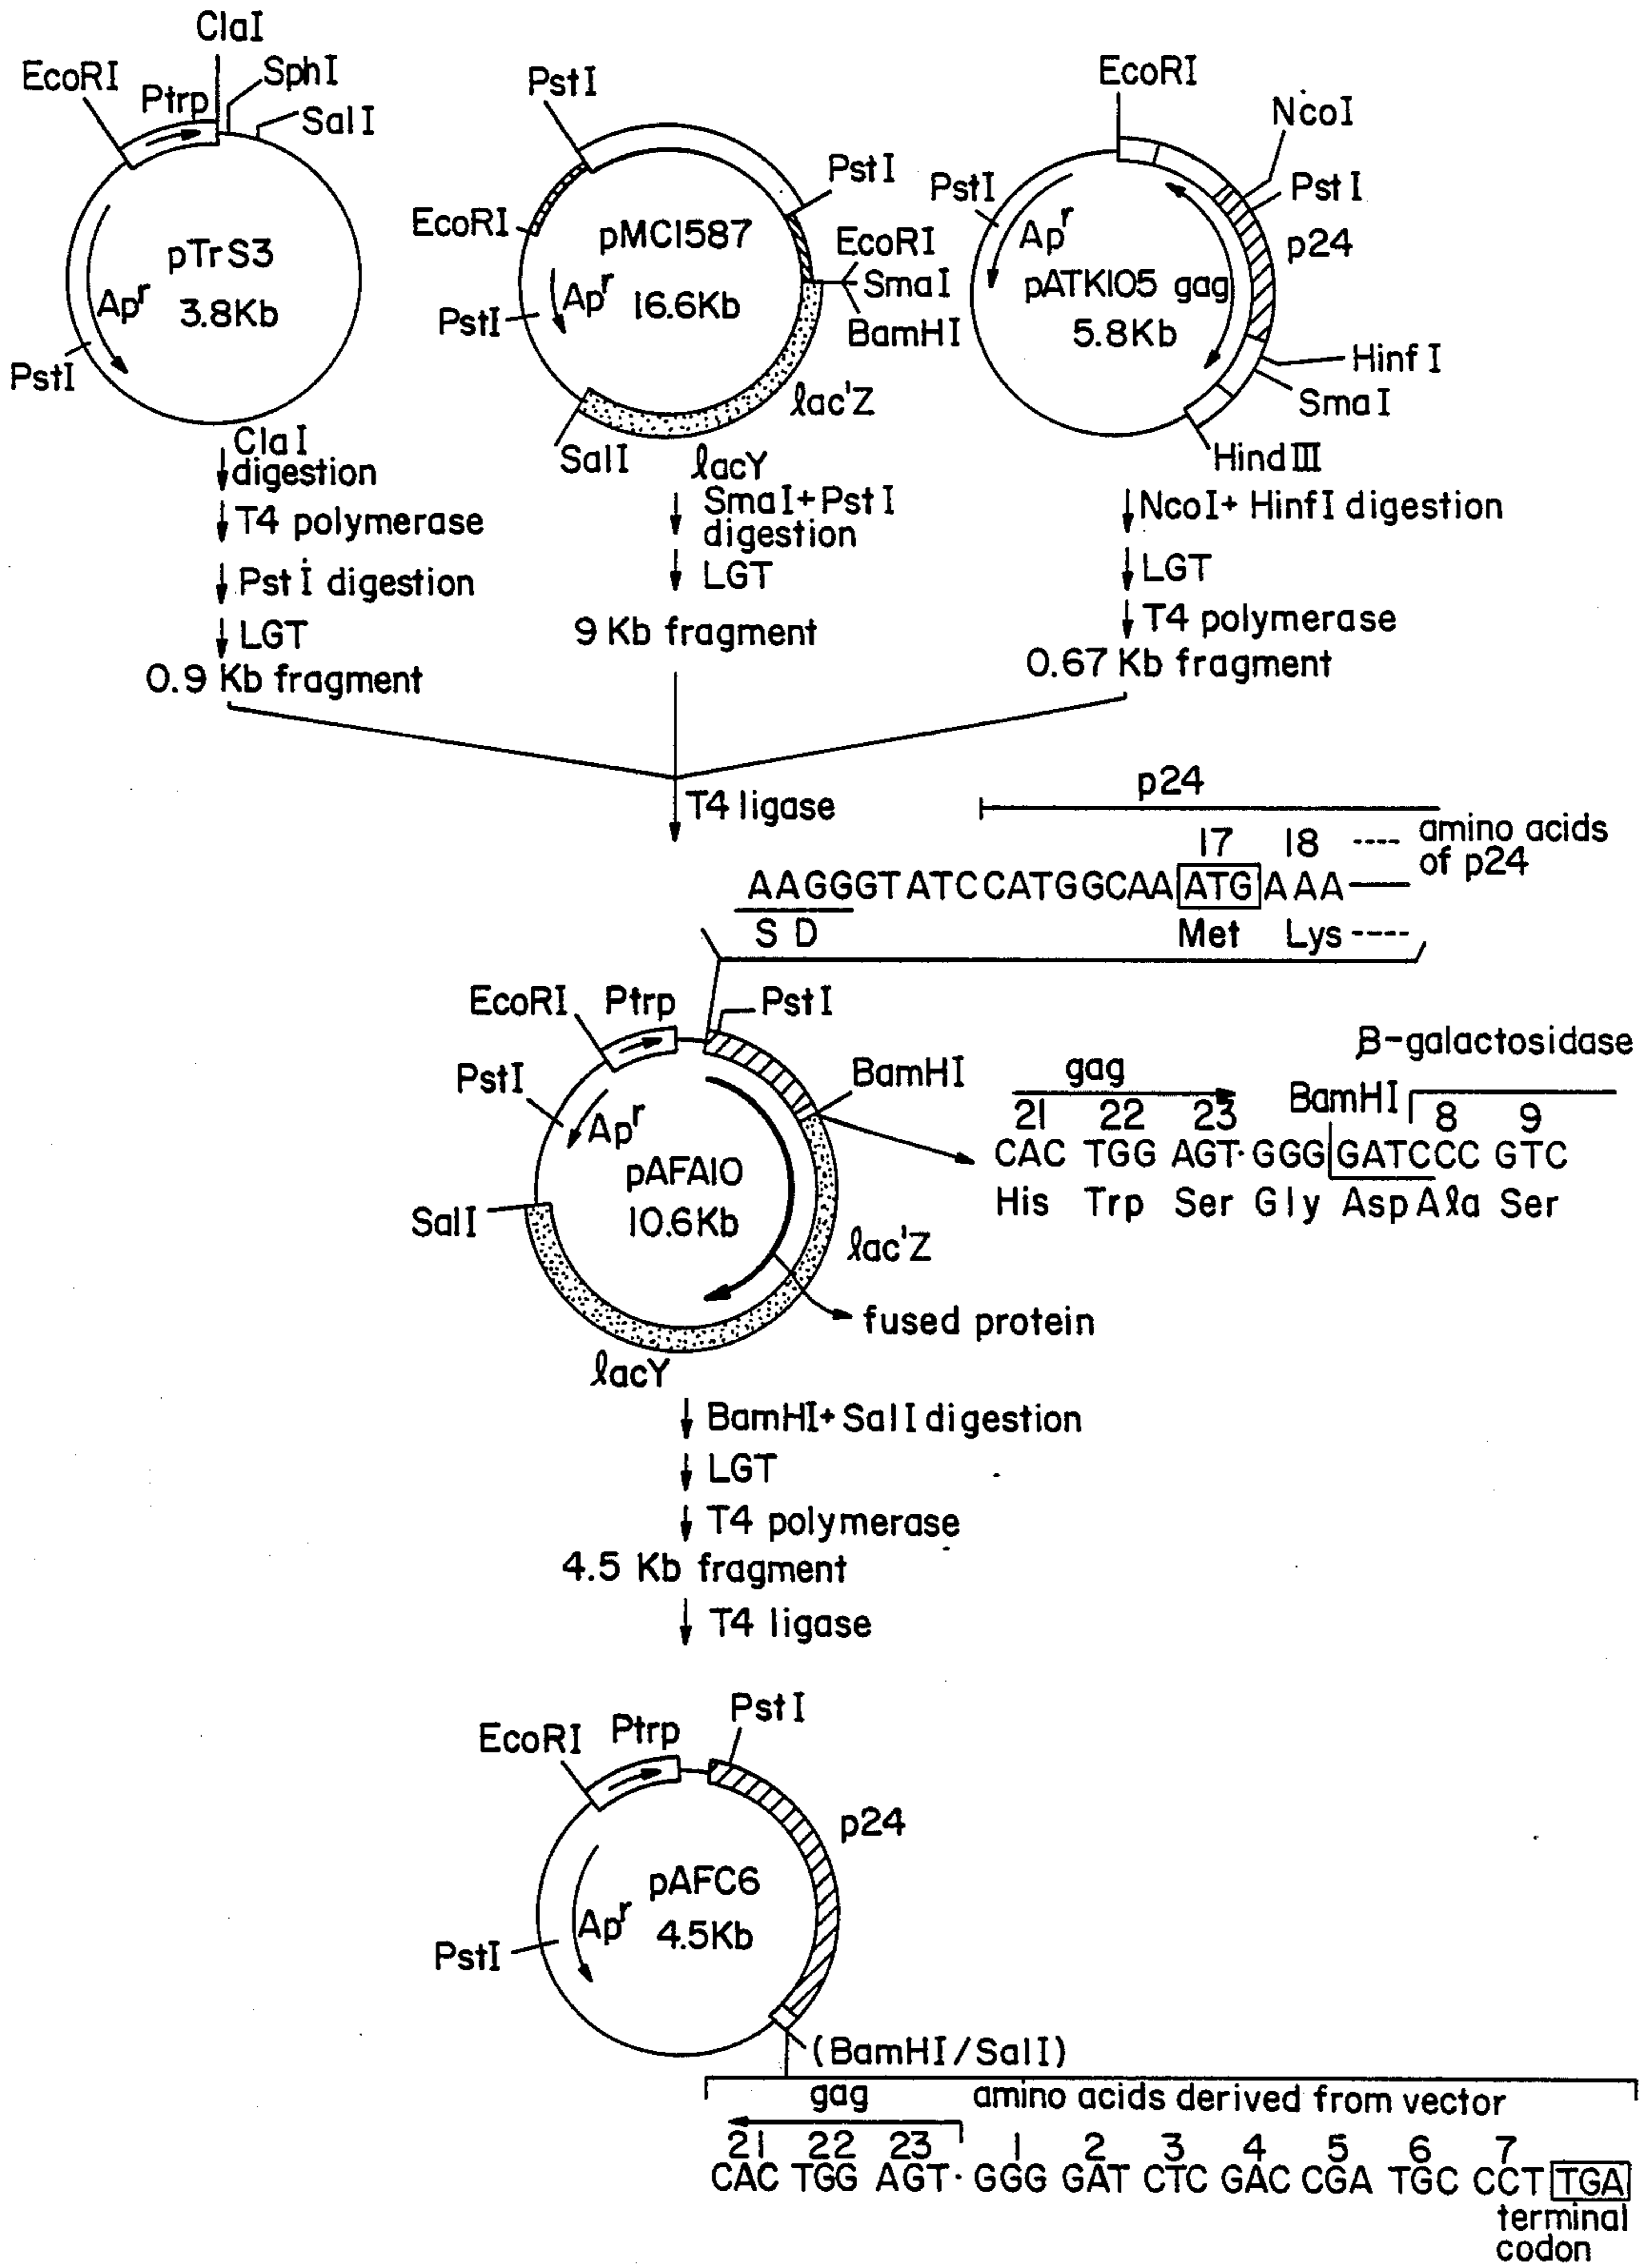 ClaI
EcoRI
Ptrp
SphI
SalI
Apr
pTrS3
3.8Kb
PstI
PstI
PstI
EcoRI
pMC1587
EcoRI
SmaI
BamHI
Apr
16.6Kb
PstI
lac'Z
SalI
lacY
EcoRI
NcoI
PstI
PstI
Apr
p24
pATK105 gag
5.8Kb
HinfI
SmaI
HindIII
ClaI
digestion
T4 polymerase
PstI digestion
LGT
0.9 Kb fragment
SmaI+PstI
digestion
LGT
9 Kb fragment
NcoI+ HinfI digestion
LGT
T4 polymerase
0.67 Kb fragment
T4 ligase
p24
17 18 ---- amino acids
of p24
AAGGGTATCCATGGCAA ATG AAA
S D Met Lys ----
EcoRI Ptrp PstI
PstI
BamHI
Apr
pAFA10
10.6Kb
SalI
lac'Z
fused protein
lacY
β-galactosidase
gag BamHI
21 22 23 8 9
CAC TGG AGT·GGG GATCCC GTC
His Trp Ser Gly Asp Ala Ser
BamHI+SalI digestion
LGT
T4 polymerase
4.5 Kb fragment
T4 ligase
PstI
EcoRI Ptrp
p24
pAFC6
Apr
4.5Kb
PstI
(BamHI/SalI)
gag amino acids derived from vector
21 22 23 1 2 3 4 5 6 7
CAC TGG AGT· GGG GAT CTC GAC CGA TGC CCT TGA
terminal
codon